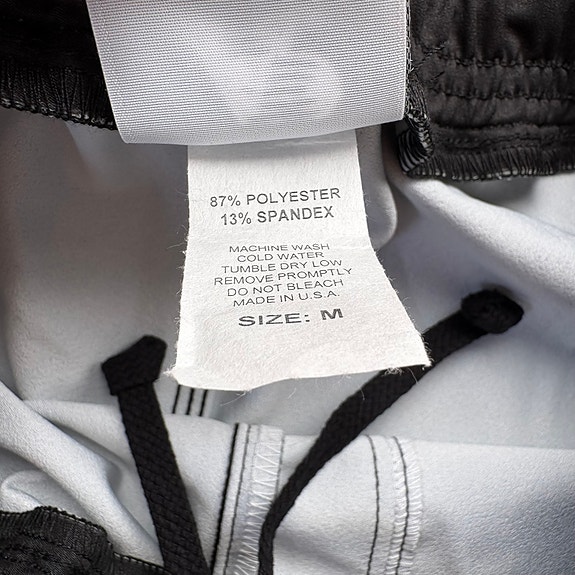 87% POLYESTER
13% SPANDEX
MACHINE WASH
COLD WATER
TUMBLE DRY LOW
REMOVE PROMPTLY
DO NOT BLEACH
MADE IN U.S.A.
SIZE: M